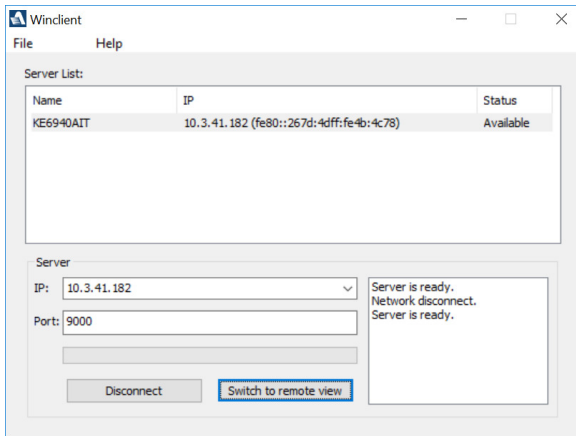 Winclient
File Help
Server List:
Name IP Status
KE6940AIT 10.3.41.182 (fe80::267d:4dff:fe4b:4c78) Available
Server
IP: 10.3.41.182
Port: 9000
Server is ready.
Network disconnect.
Server is ready.
Disconnect Switch to remote view